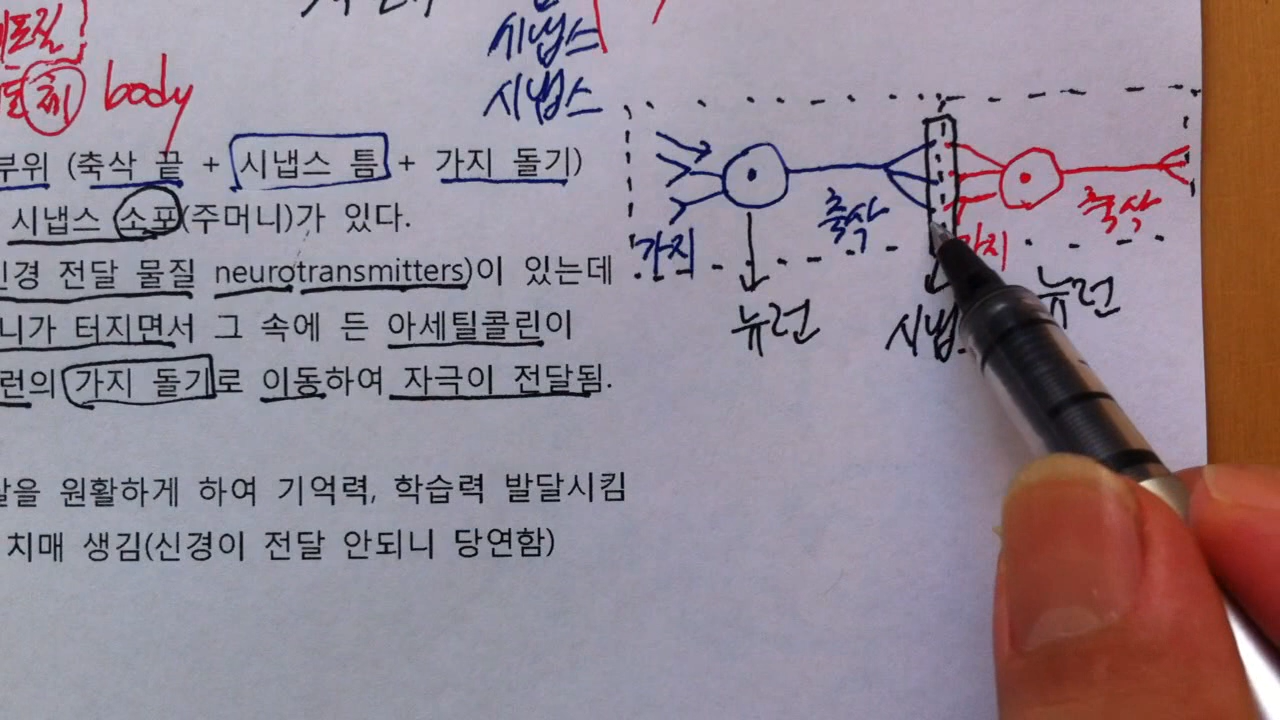 시냅스
시냅스
체 body
부위 (축삭 끝 + 시냅스 틈 + 가지 돌기)
시냅스 소포(주머니)가 있다.
신경 전달 물질 neurotransmitters)이 있는데
니가 터지면서 그 속에 든 아세틸콜린이
런의 가지 돌기로 이동하여 자극이 전달됨.
달을 원활하게 하여 기억력, 학습력 발달시킴
치매 생김(신경이 전달 안되니 당연함)
가지 축삭 가지 축삭
뉴런 시냅 뉴런